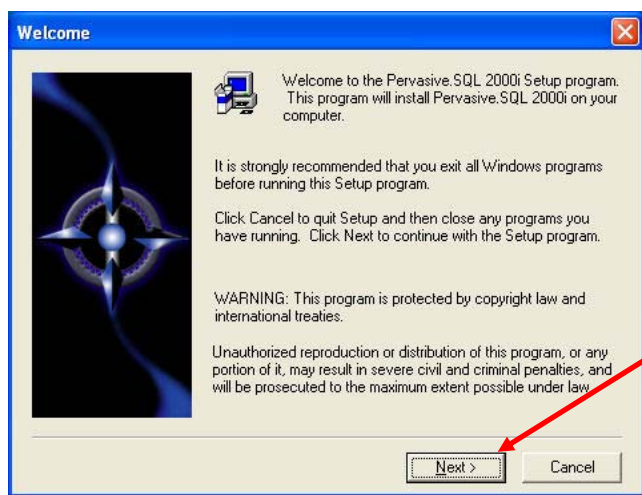 Welcome
Welcome to the Pervasive.SQL 2000i Setup program.
This program will install Pervasive.SQL 2000i on your
computer.
It is strongly recommended that you exit all Windows programs
before running this Setup program.
Click Cancel to quit Setup and then close any programs you
have running. Click Next to continue with the Setup program.
WARNING: This program is protected by copyright law and
international treaties.
Unauthorized reproduction or distribution of this program, or any
portion of it, may result in severe civil and criminal penalties, and
will be prosecuted to the maximum extent possible under law.
Next >
Cancel